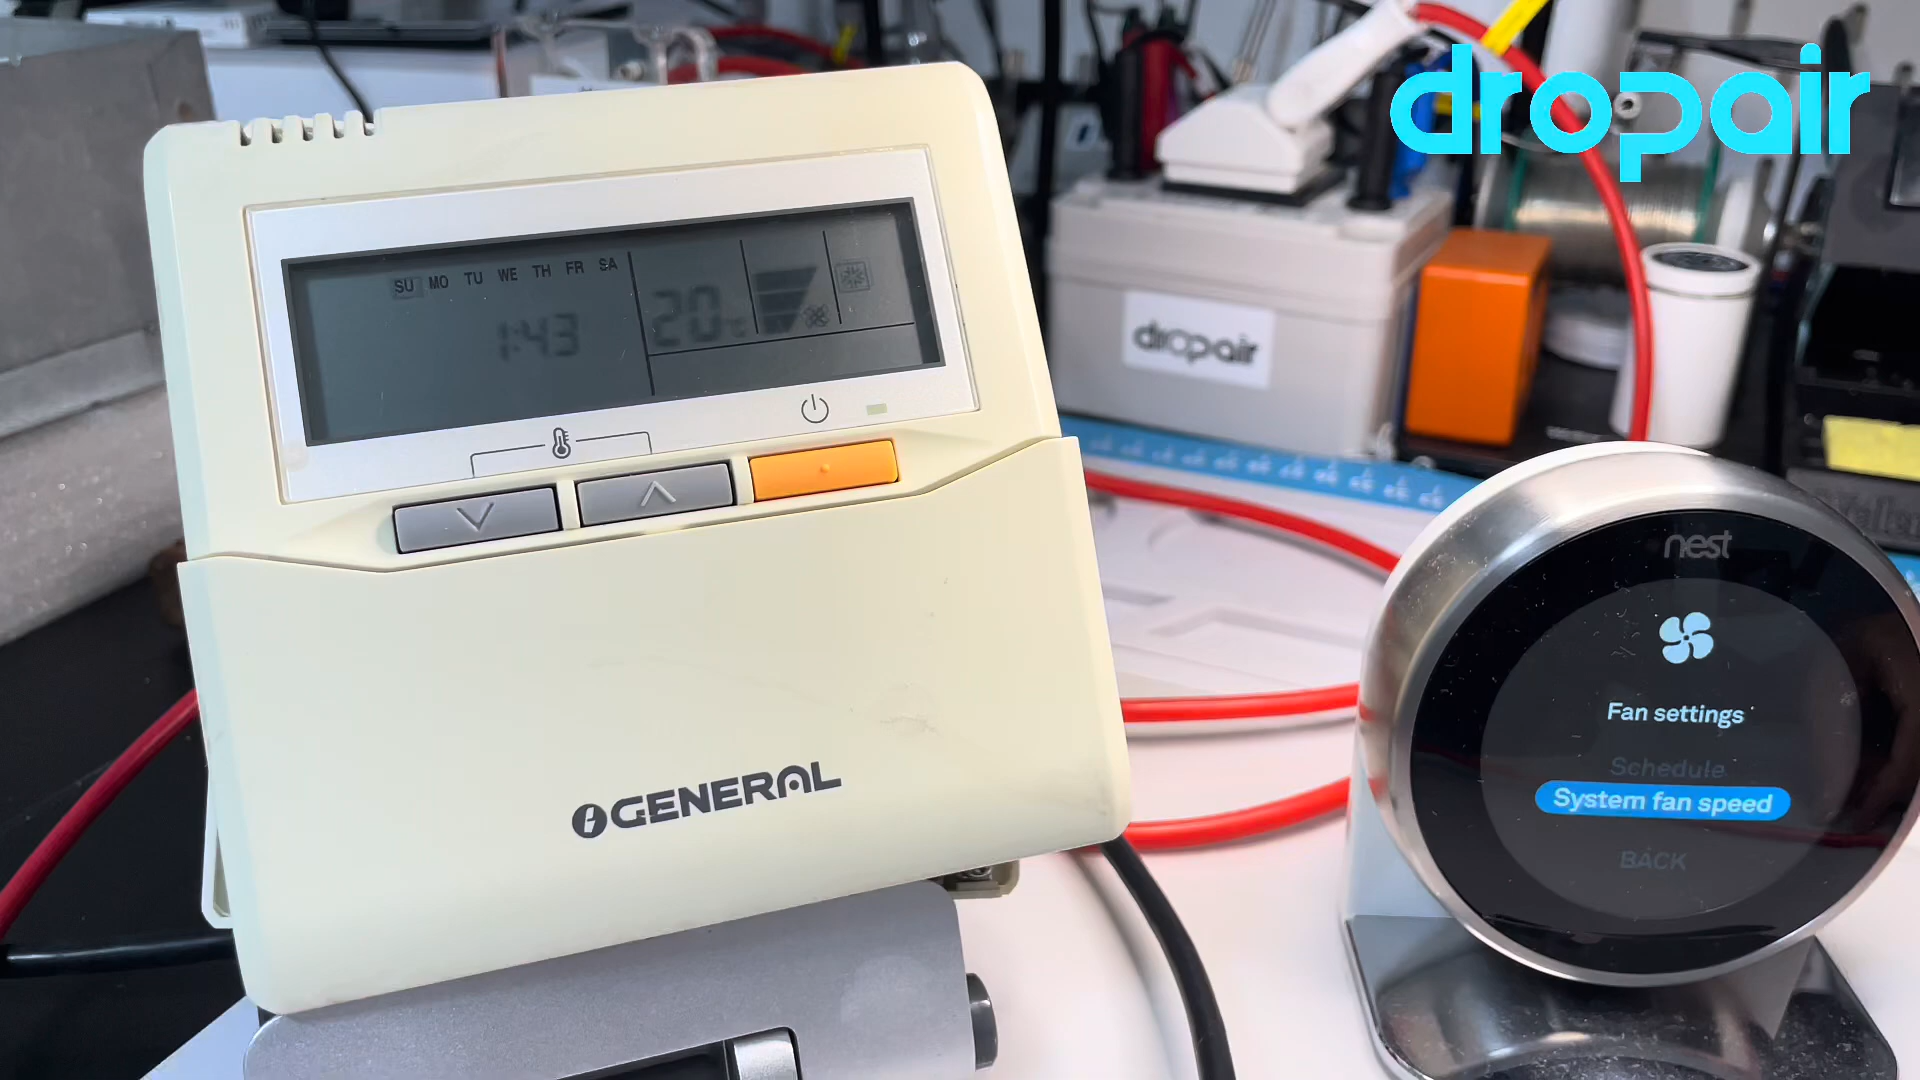 dropair
SU MO TU WE TH FR SA
1:43
20°C
GENERAL
dropair
nest
Fan settings
Schedule
System fan speed
BACK